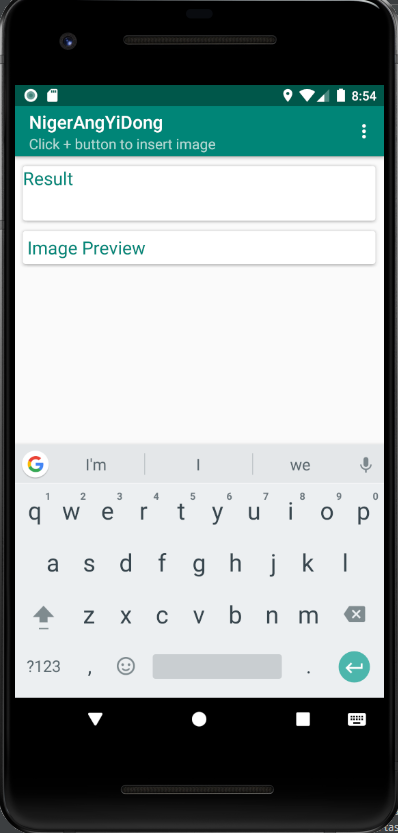 8:54
NigerAngYiDong
Click + button to insert image
Result
Image Preview
G I'm I we
1 2 3 4 5 6 7 8 9 0
q w e r t y u i o p
a s d f g h j k l
z x c v b n m
?123 , .
tas